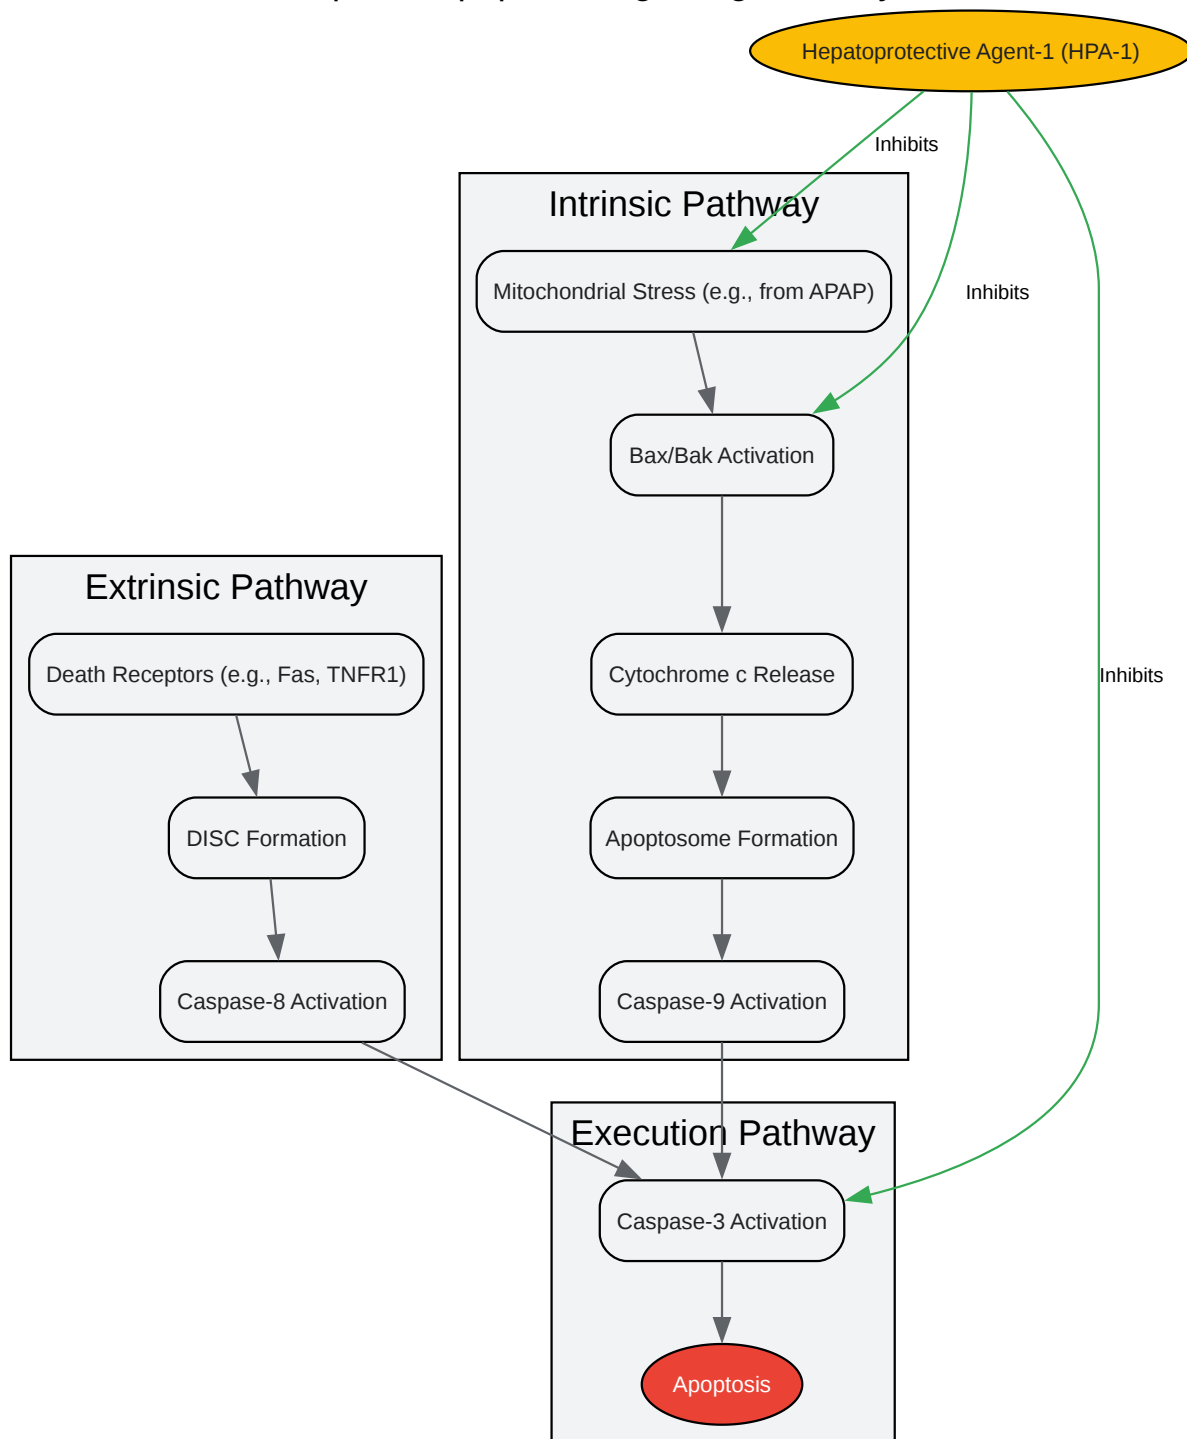 Hepatoprotective Agent-1 (HPA-1)
Inhibits
Intrinsic Pathway
Mitochondrial Stress (e.g., from APAP)
Inhibits
Bax/Bak Activation
Extrinsic Pathway
Death Receptors (e.g., Fas, TNFR1)
Cytochrome c Release
Inhibits
DISC Formation
Apoptosome Formation
Caspase-8 Activation
Caspase-9 Activation
Execution Pathway
Caspase-3 Activation
Apoptosis